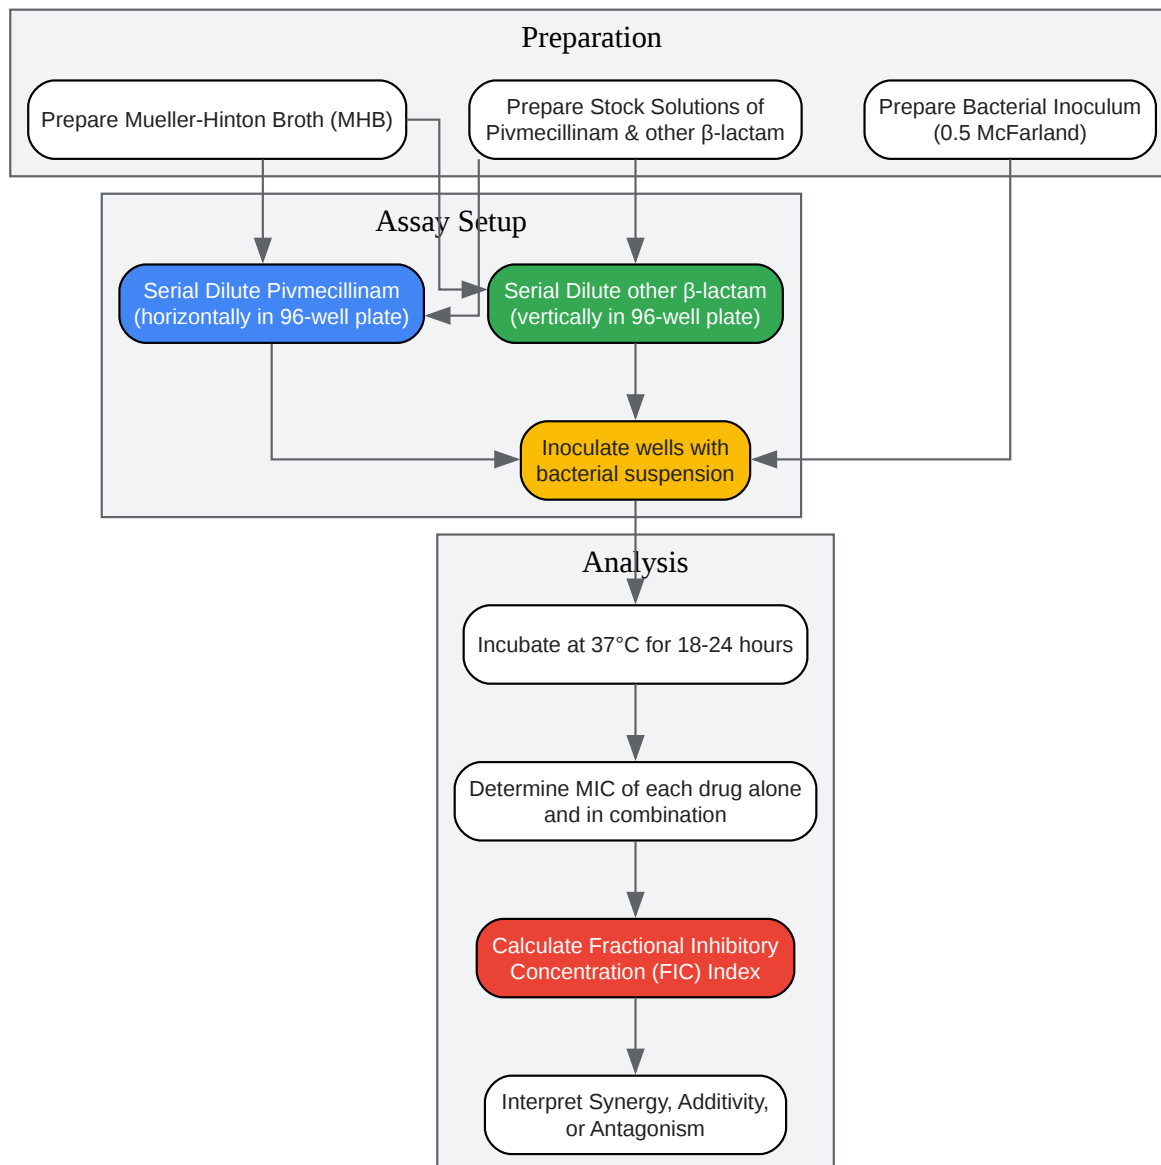 Preparation
Prepare Mueller-Hinton Broth (MHB)
Prepare Stock Solutions of
Pivmecillinam & other β-lactam
Prepare Bacterial Inoculum
(0.5 McFarland)
Assay Setup
Serial Dilute Pivmecillinam
(horizontally in 96-well plate)
Serial Dilute other β-lactam
(vertically in 96-well plate)
Inoculate wells with
bacterial suspension
Analysis
Incubate at 37°C for 18-24 hours
Determine MIC of each drug alone
and in combination
Calculate Fractional Inhibitory
Concentration (FIC) Index
Interpret Synergy, Additivity,
or Antagonism